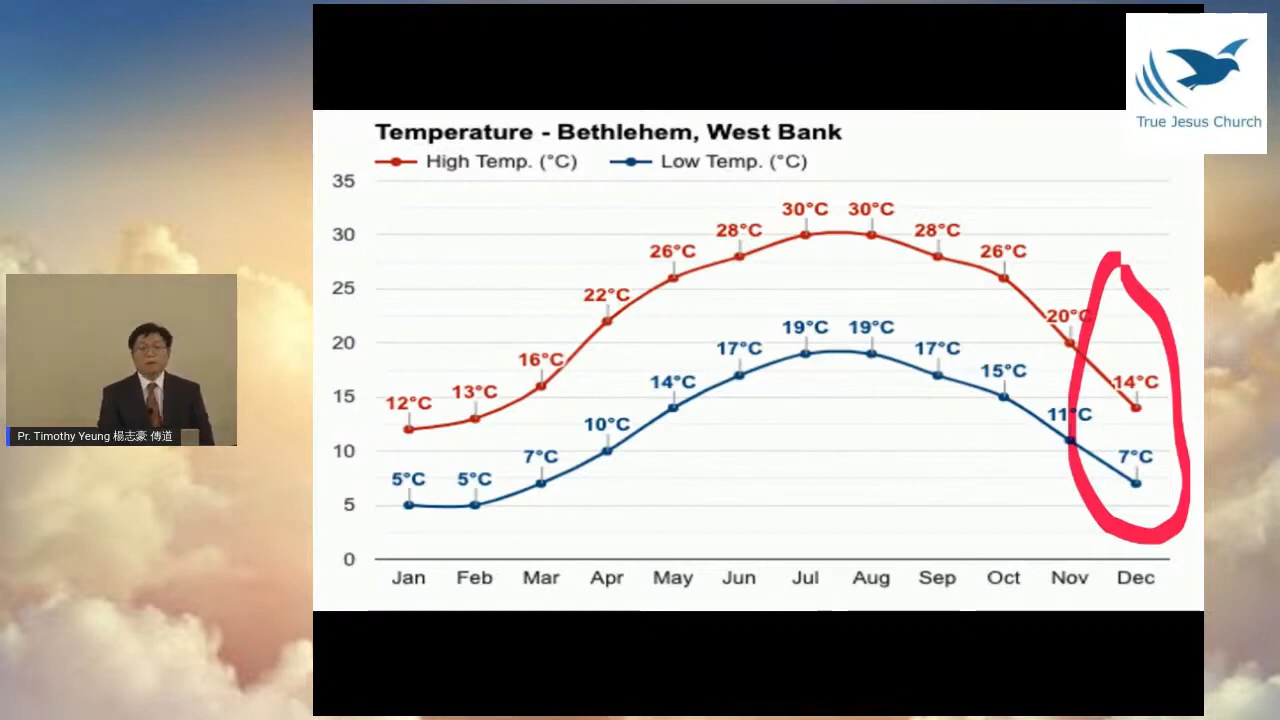 True Jesus Church
Temperature - Bethlehem, West Bank
High Temp. (°C) Low Temp. (°C)
35
30
25
20
15
10
5
0
12°C 13°C 16°C 22°C 26°C 28°C 30°C 30°C 28°C 26°C 20°C 14°C
5°C 5°C 7°C 10°C 14°C 17°C 19°C 19°C 17°C 15°C 11°C 7°C
Jan Feb Mar Apr May Jun Jul Aug Sep Oct Nov Dec
Pr. Timothy Yeung 楊志豪 傳道